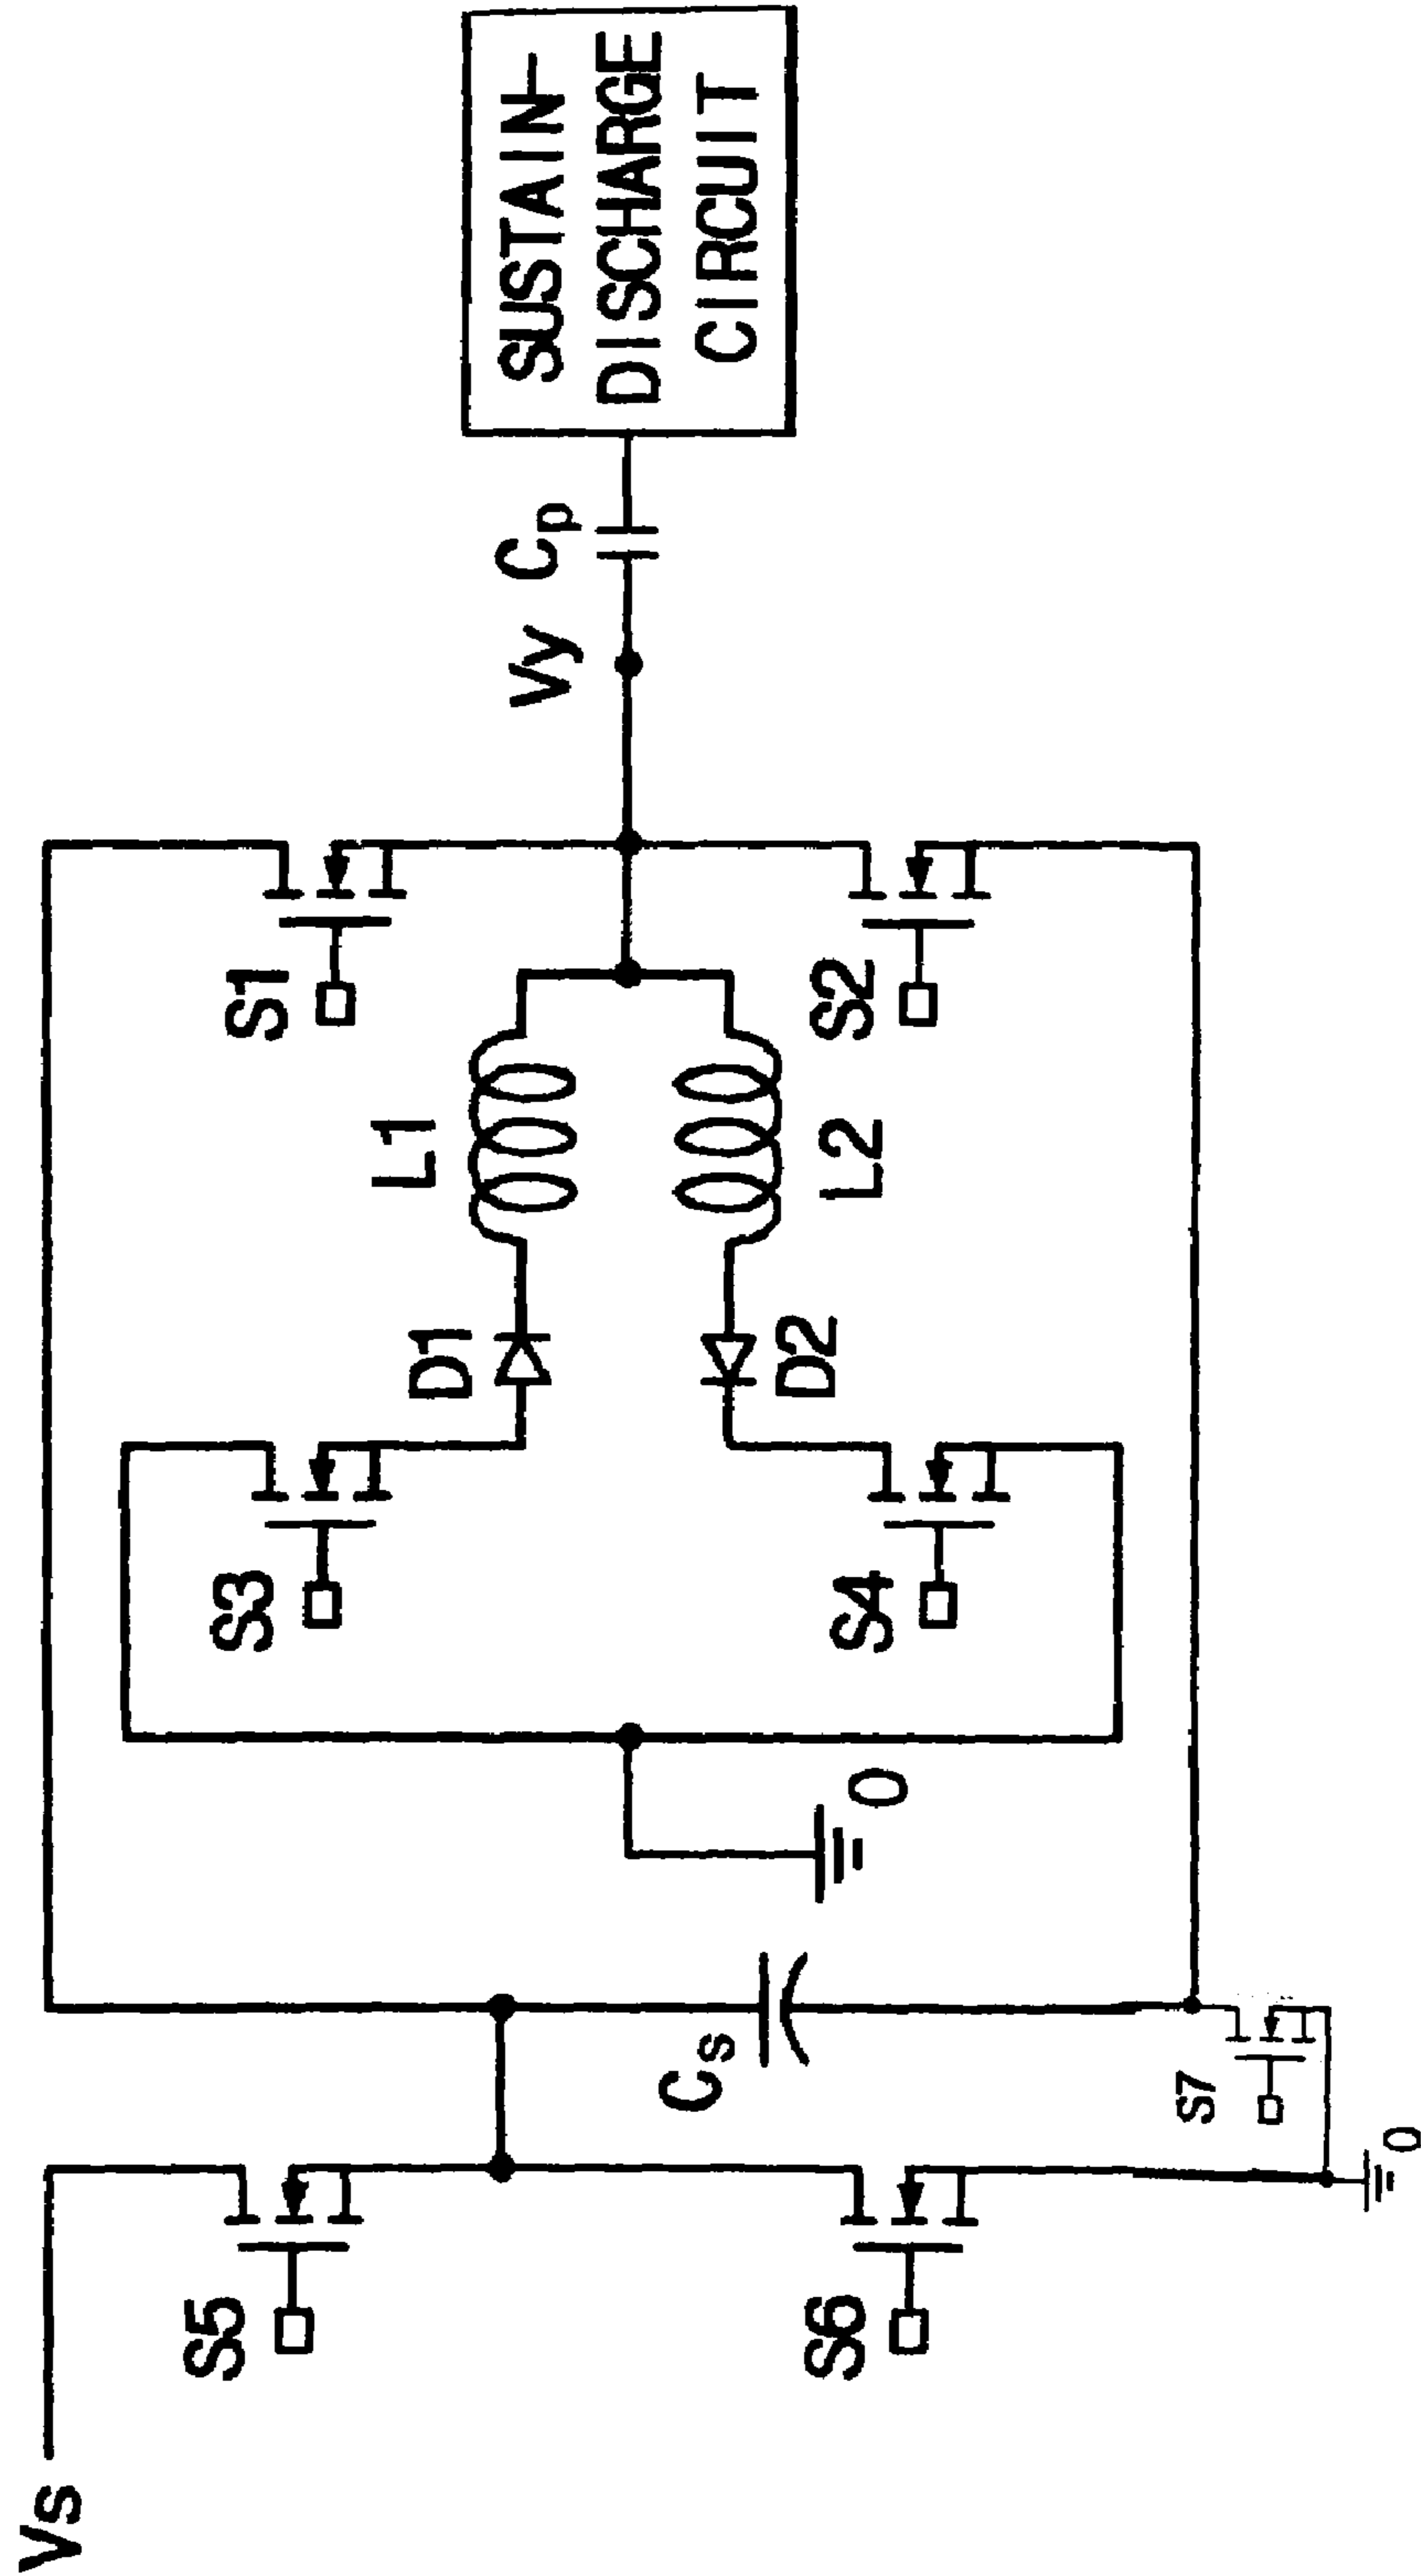 Vs
S5
S6
Cs
S7
0
0
S3
S4
D1
D2
L1
L2
S1
S2
Vy
Cp
SUSTAIN-
DISCHARGE
CIRCUIT